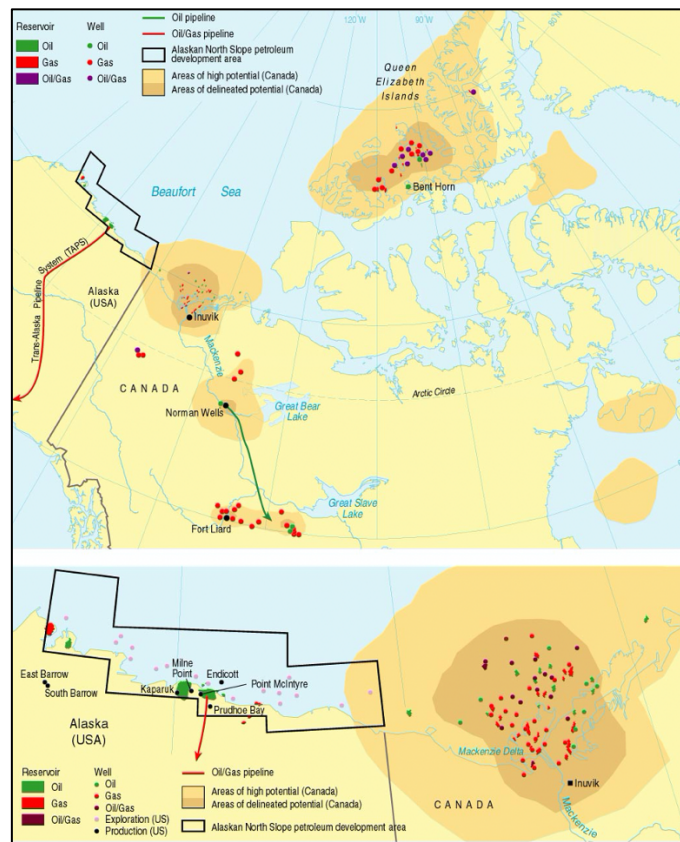 Reservoir
Oil
Gas
Oil/Gas
Well
Oil
Gas
Oil/Gas
Oil pipeline
Oil/Gas pipeline
Alaskan North Slope petroleum
development area
Areas of high potential (Canada)
Areas of delineated potential (Canada)
120° W
90° W
80° W
Queen
Elizabeth
Islands
Bent Horn
Beaufort Sea
Trans-Alaska Pipeline System (TAPS)
Alaska
(USA)
Inuvik
Mackenzie
CANADA
Arctic Circle
Norman Wells
Great Bear
Lake
Great Slave
Lake
Fort Liard
East Barrow
South Barrow
Milne
Point
Endicott
Kaparuk
Point McIntyre
Prudhoe Bay
Alaska
(USA)
Mackenzie Delta
Inuvik
CANADA
Mackenzie
Reservoir
Oil
Gas
Oil/Gas
Well
Oil
Gas
Oil/Gas
Exploration (US)
Production (US)
Oil/Gas pipeline
Areas of high potential (Canada)
Areas of delineated potential (Canada)
Alaskan North Slope petroleum development area